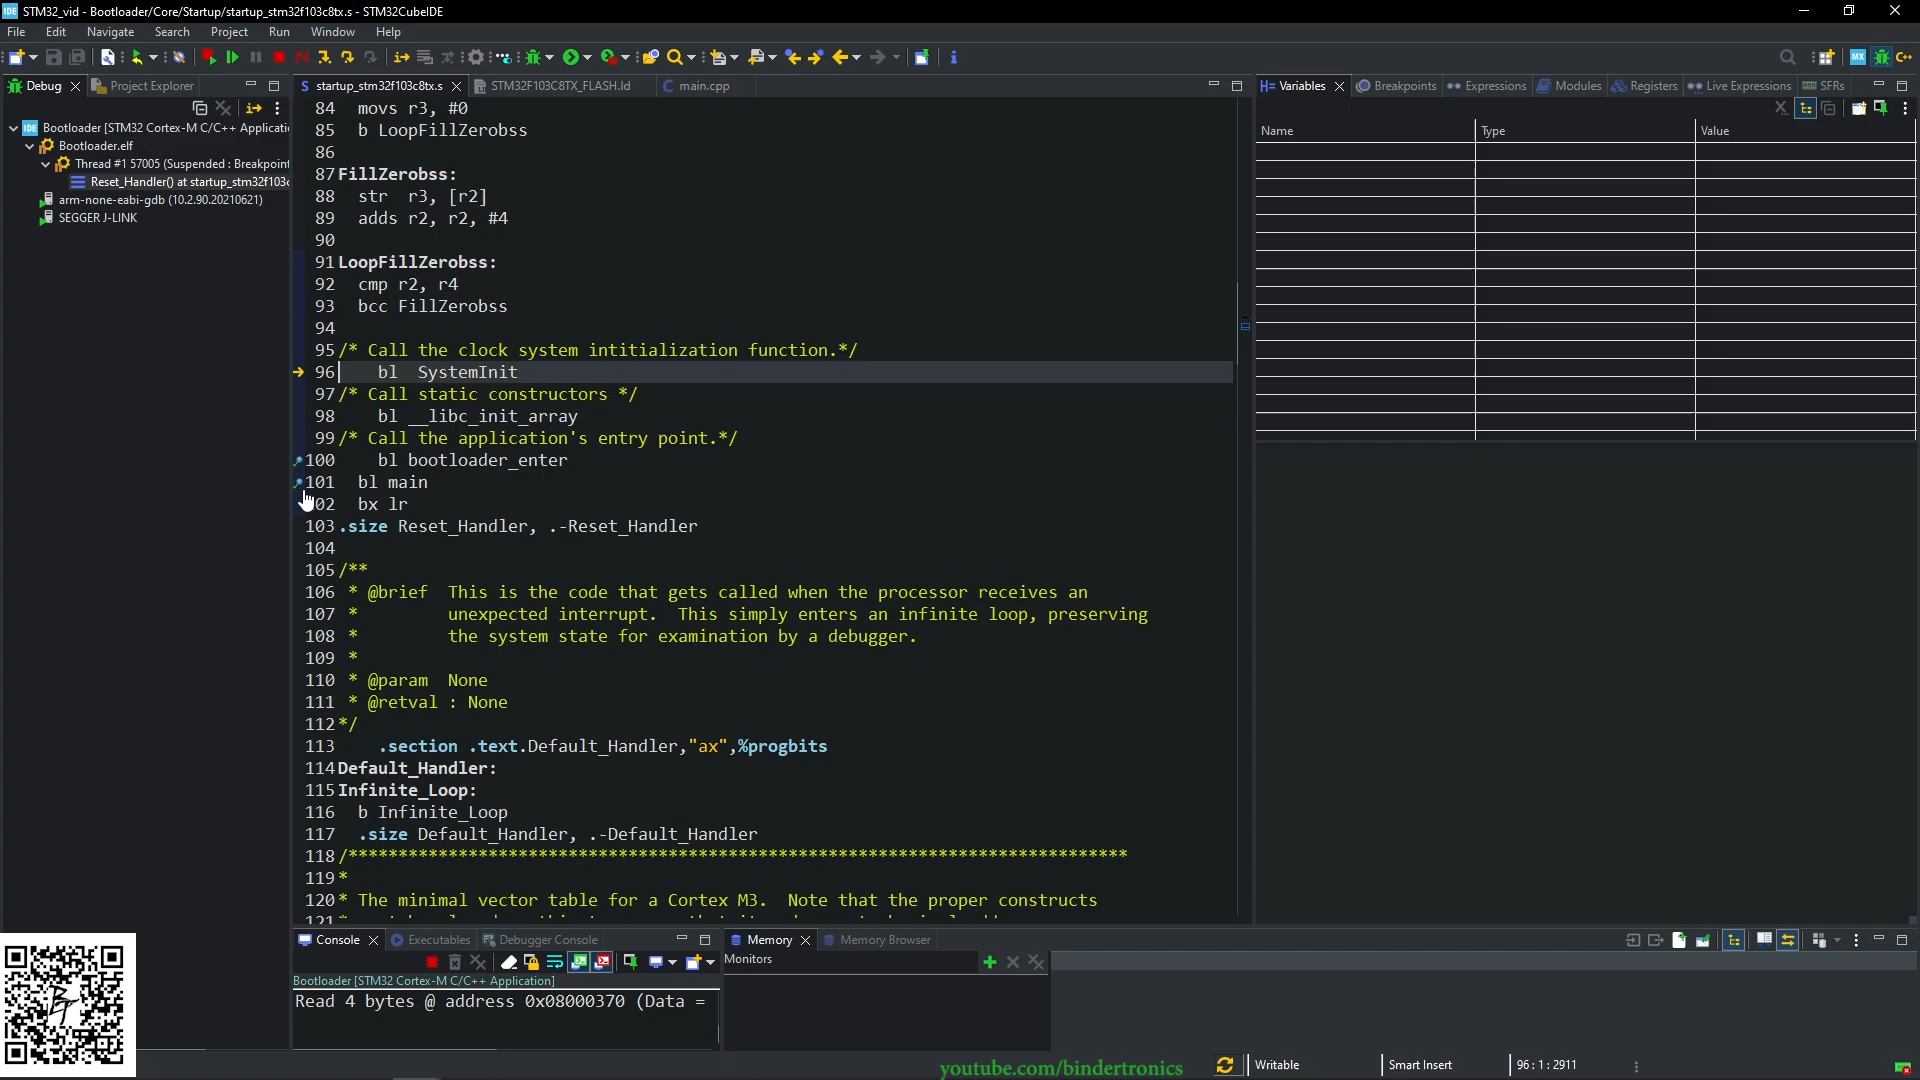 IDE STM32_vid - Bootloader/Core/Startup/startup_stm32f103c8tx.s - STM32CubeIDE
File Edit Navigate Search Project Run Window Help
Debug Project Explorer
startup_stm32f103c8tx.s STM32F103C8TX_FLASH.ld main.cpp
Variables Breakpoints Expressions Modules Registers Live Expressions SFRs
Bootloader [STM32 Cortex-M C/C++ Applicati
Bootloader.elf
Thread #1 57005 (Suspended : Breakpoint
Reset_Handler() at startup_stm32f103c
arm-none-eabi-gdb (10.2.90.20210621)
SEGGER J-LINK
84 movs r3, #0
85 b LoopFillZerobss
86
87 FillZerobss:
88 str r3, [r2]
89 adds r2, r2, #4
90
91 LoopFillZerobss:
92 cmp r2, r4
93 bcc FillZerobss
94
95 /* Call the clock system intitialization function.*/
96 bl SystemInit
97 /* Call static constructors */
98 bl __libc_init_array
99 /* Call the application's entry point.*/
100 bl bootloader_enter
101 bl main
02 bx lr
103 .size Reset_Handler, .-Reset_Handler
104
105 /**
106 * @brief This is the code that gets called when the processor receives an
107 * unexpected interrupt. This simply enters an infinite loop, preserving
108 * the system state for examination by a debugger.
109 *
110 * @param None
111 * @retval : None
112 */
113 .section .text.Default_Handler,"ax",%progbits
114 Default_Handler:
115 Infinite_Loop:
116 b Infinite_Loop
117 .size Default_Handler, .-Default_Handler
118 /******************************************************************************
119 *
120 * The minimal vector table for a Cortex M3. Note that the proper constructs
Name Type Value
Console Executables Debugger Console
Bootloader [STM32 Cortex-M C/C++ Application]
Read 4 bytes @ address 0x08000370 (Data =
Memory Memory Browser
Monitors
youtube.com/bindertronics
Writable Smart Insert 96 : 1 : 2911